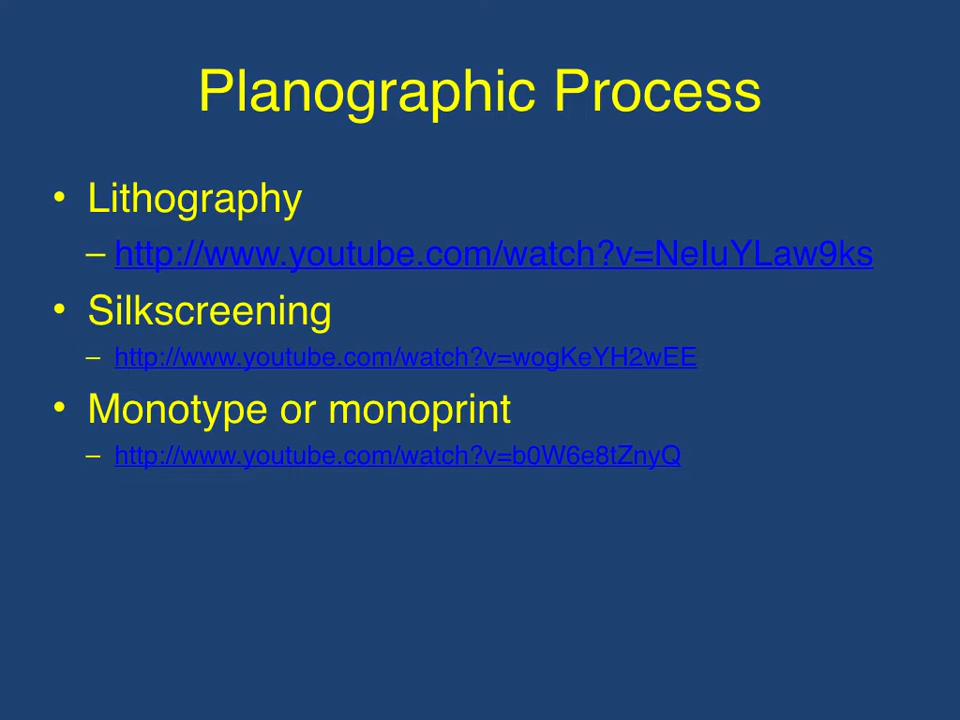 Planographic Process
• Lithography
– http://www.youtube.com/watch?v=NeIuYLaw9ks
• Silkscreening
– http://www.youtube.com/watch?v=wogKeYH2wEE
• Monotype or monoprint
– http://www.youtube.com/watch?v=b0W6e8tZnyQ